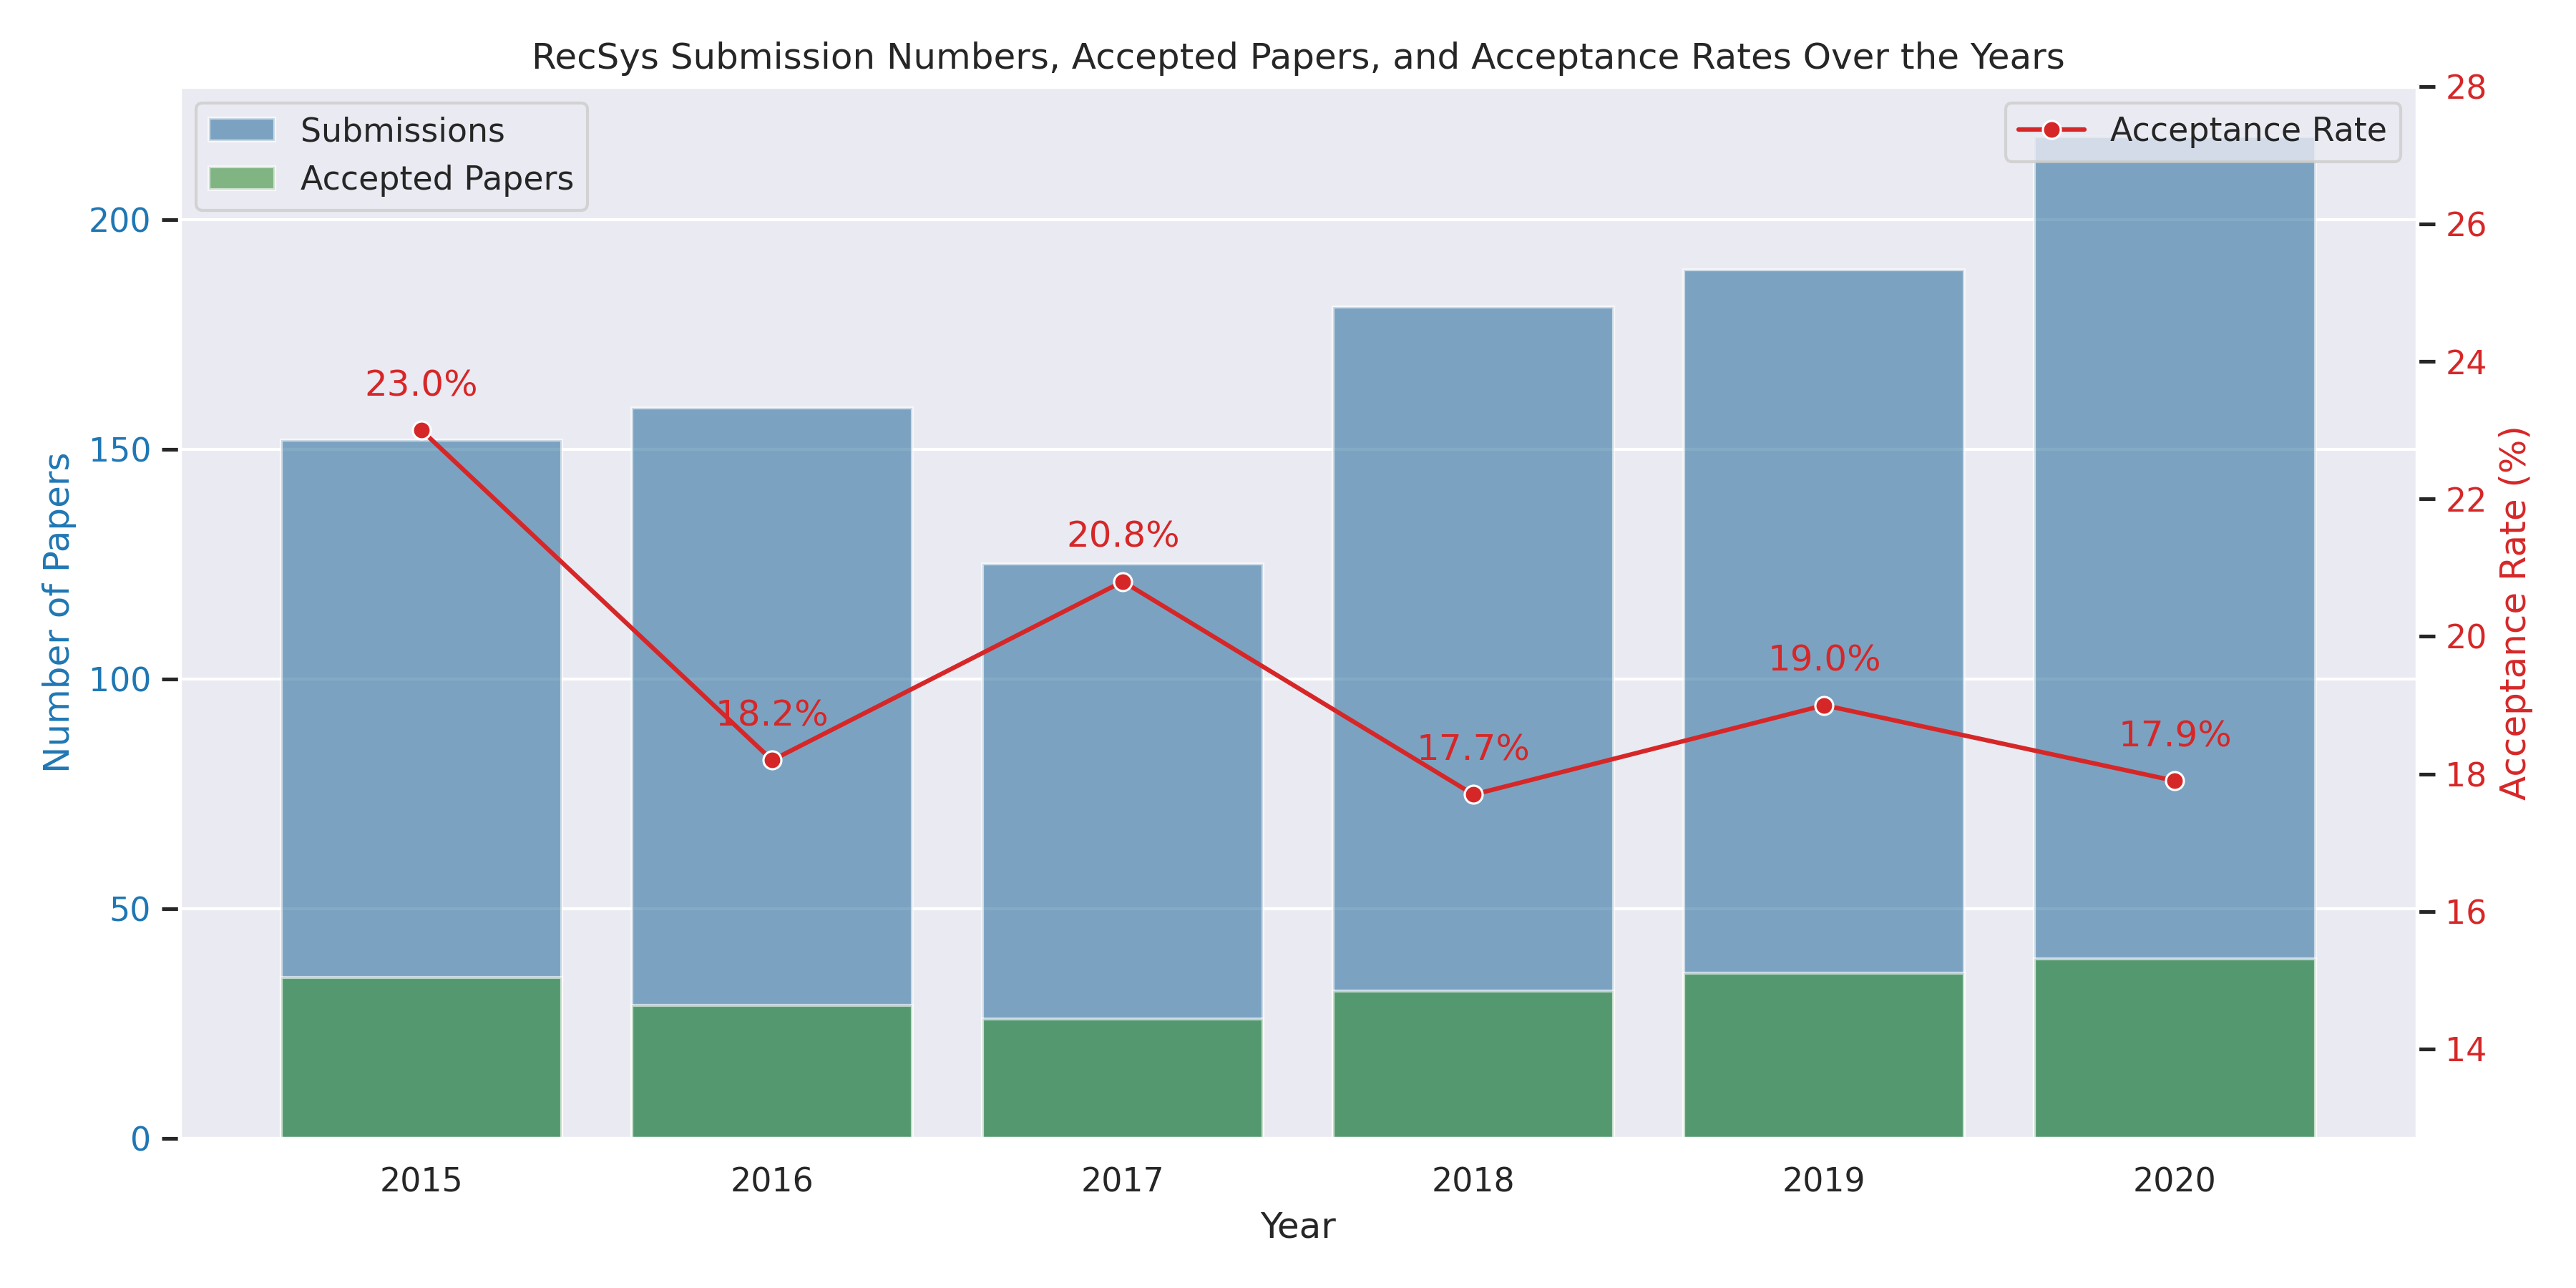 RecSys Submission Numbers, Accepted Papers, and Acceptance Rates Over the Years
Submissions
Accepted Papers
Acceptance Rate
Number of Papers
200
150
100
50
0
23.0%
18.2%
20.8%
17.7%
19.0%
17.9%
28
26
24
22
20
18
16
14
Acceptance Rate (%)
2015 2016 2017 2018 2019 2020
Year